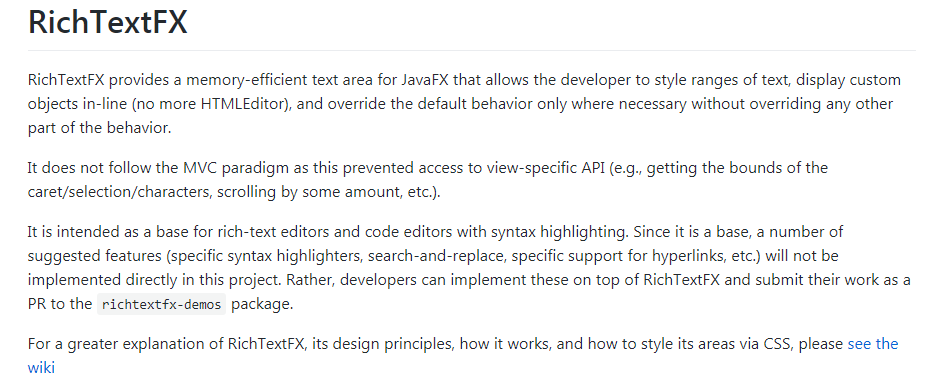 RichTextFX
RichTextFX provides a memory-efficient text area for JavaFX that allows the developer to style ranges of text, display custom
objects in-line (no more HTMLEditor), and override the default behavior only where necessary without overriding any other
part of the behavior.
It does not follow the MVC paradigm as this prevented access to view-specific API (e.g., getting the bounds of the
caret/selection/characters, scrolling by some amount, etc.).
It is intended as a base for rich-text editors and code editors with syntax highlighting. Since it is a base, a number of
suggested features (specific syntax highlighters, search-and-replace, specific support for hyperlinks, etc.) will not be
implemented directly in this project. Rather, developers can implement these on top of RichTextFX and submit their work as a
PR to the richtextfx-demos package.
For a greater explanation of RichTextFX, its design principles, how it works, and how to style its areas via CSS, please see the
wiki